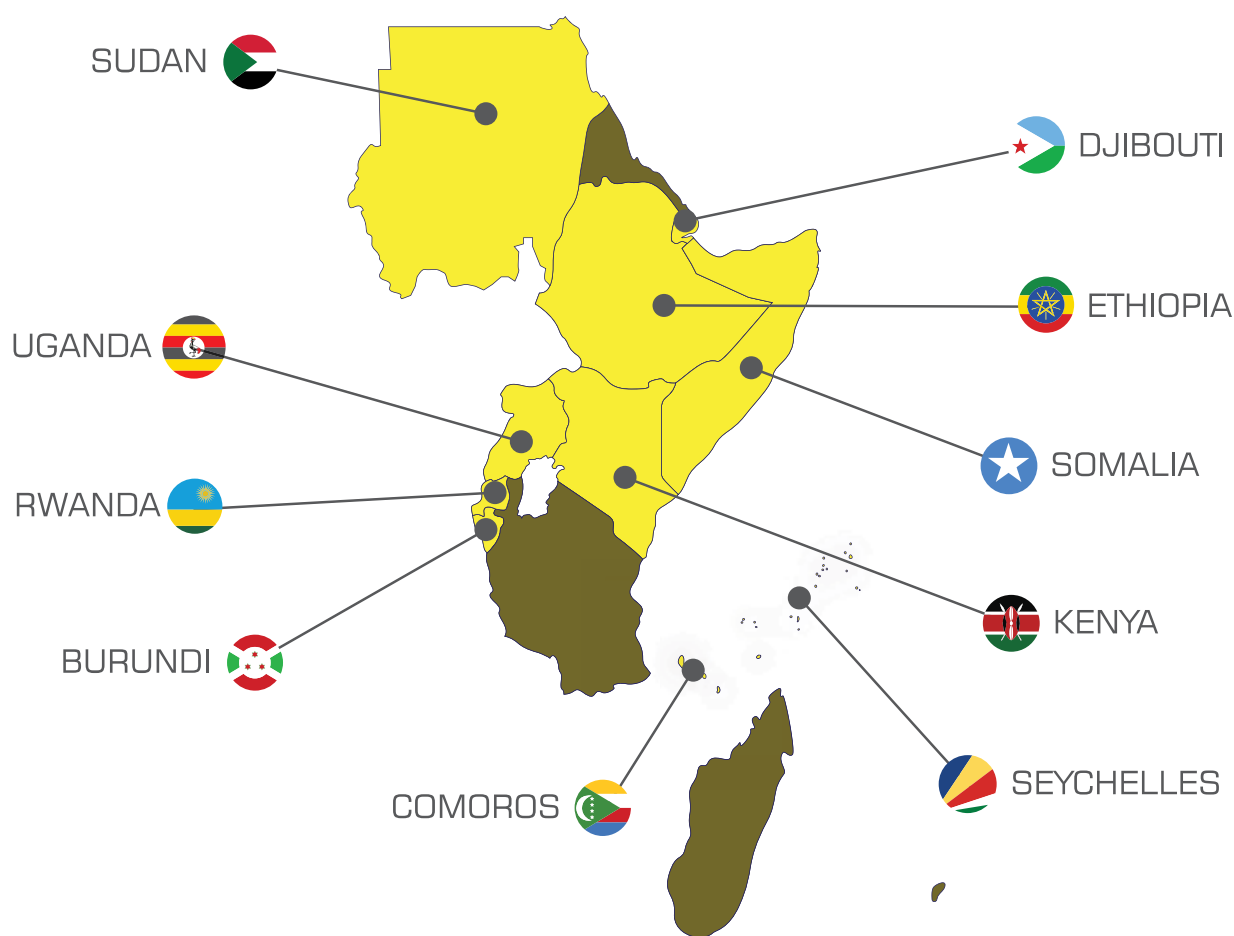 SUDAN
DJIBOUTI
ETHIOPIA
UGANDA
SOMALIA
RWANDA
KENYA
BURUNDI
SEYCHELLES
COMOROS